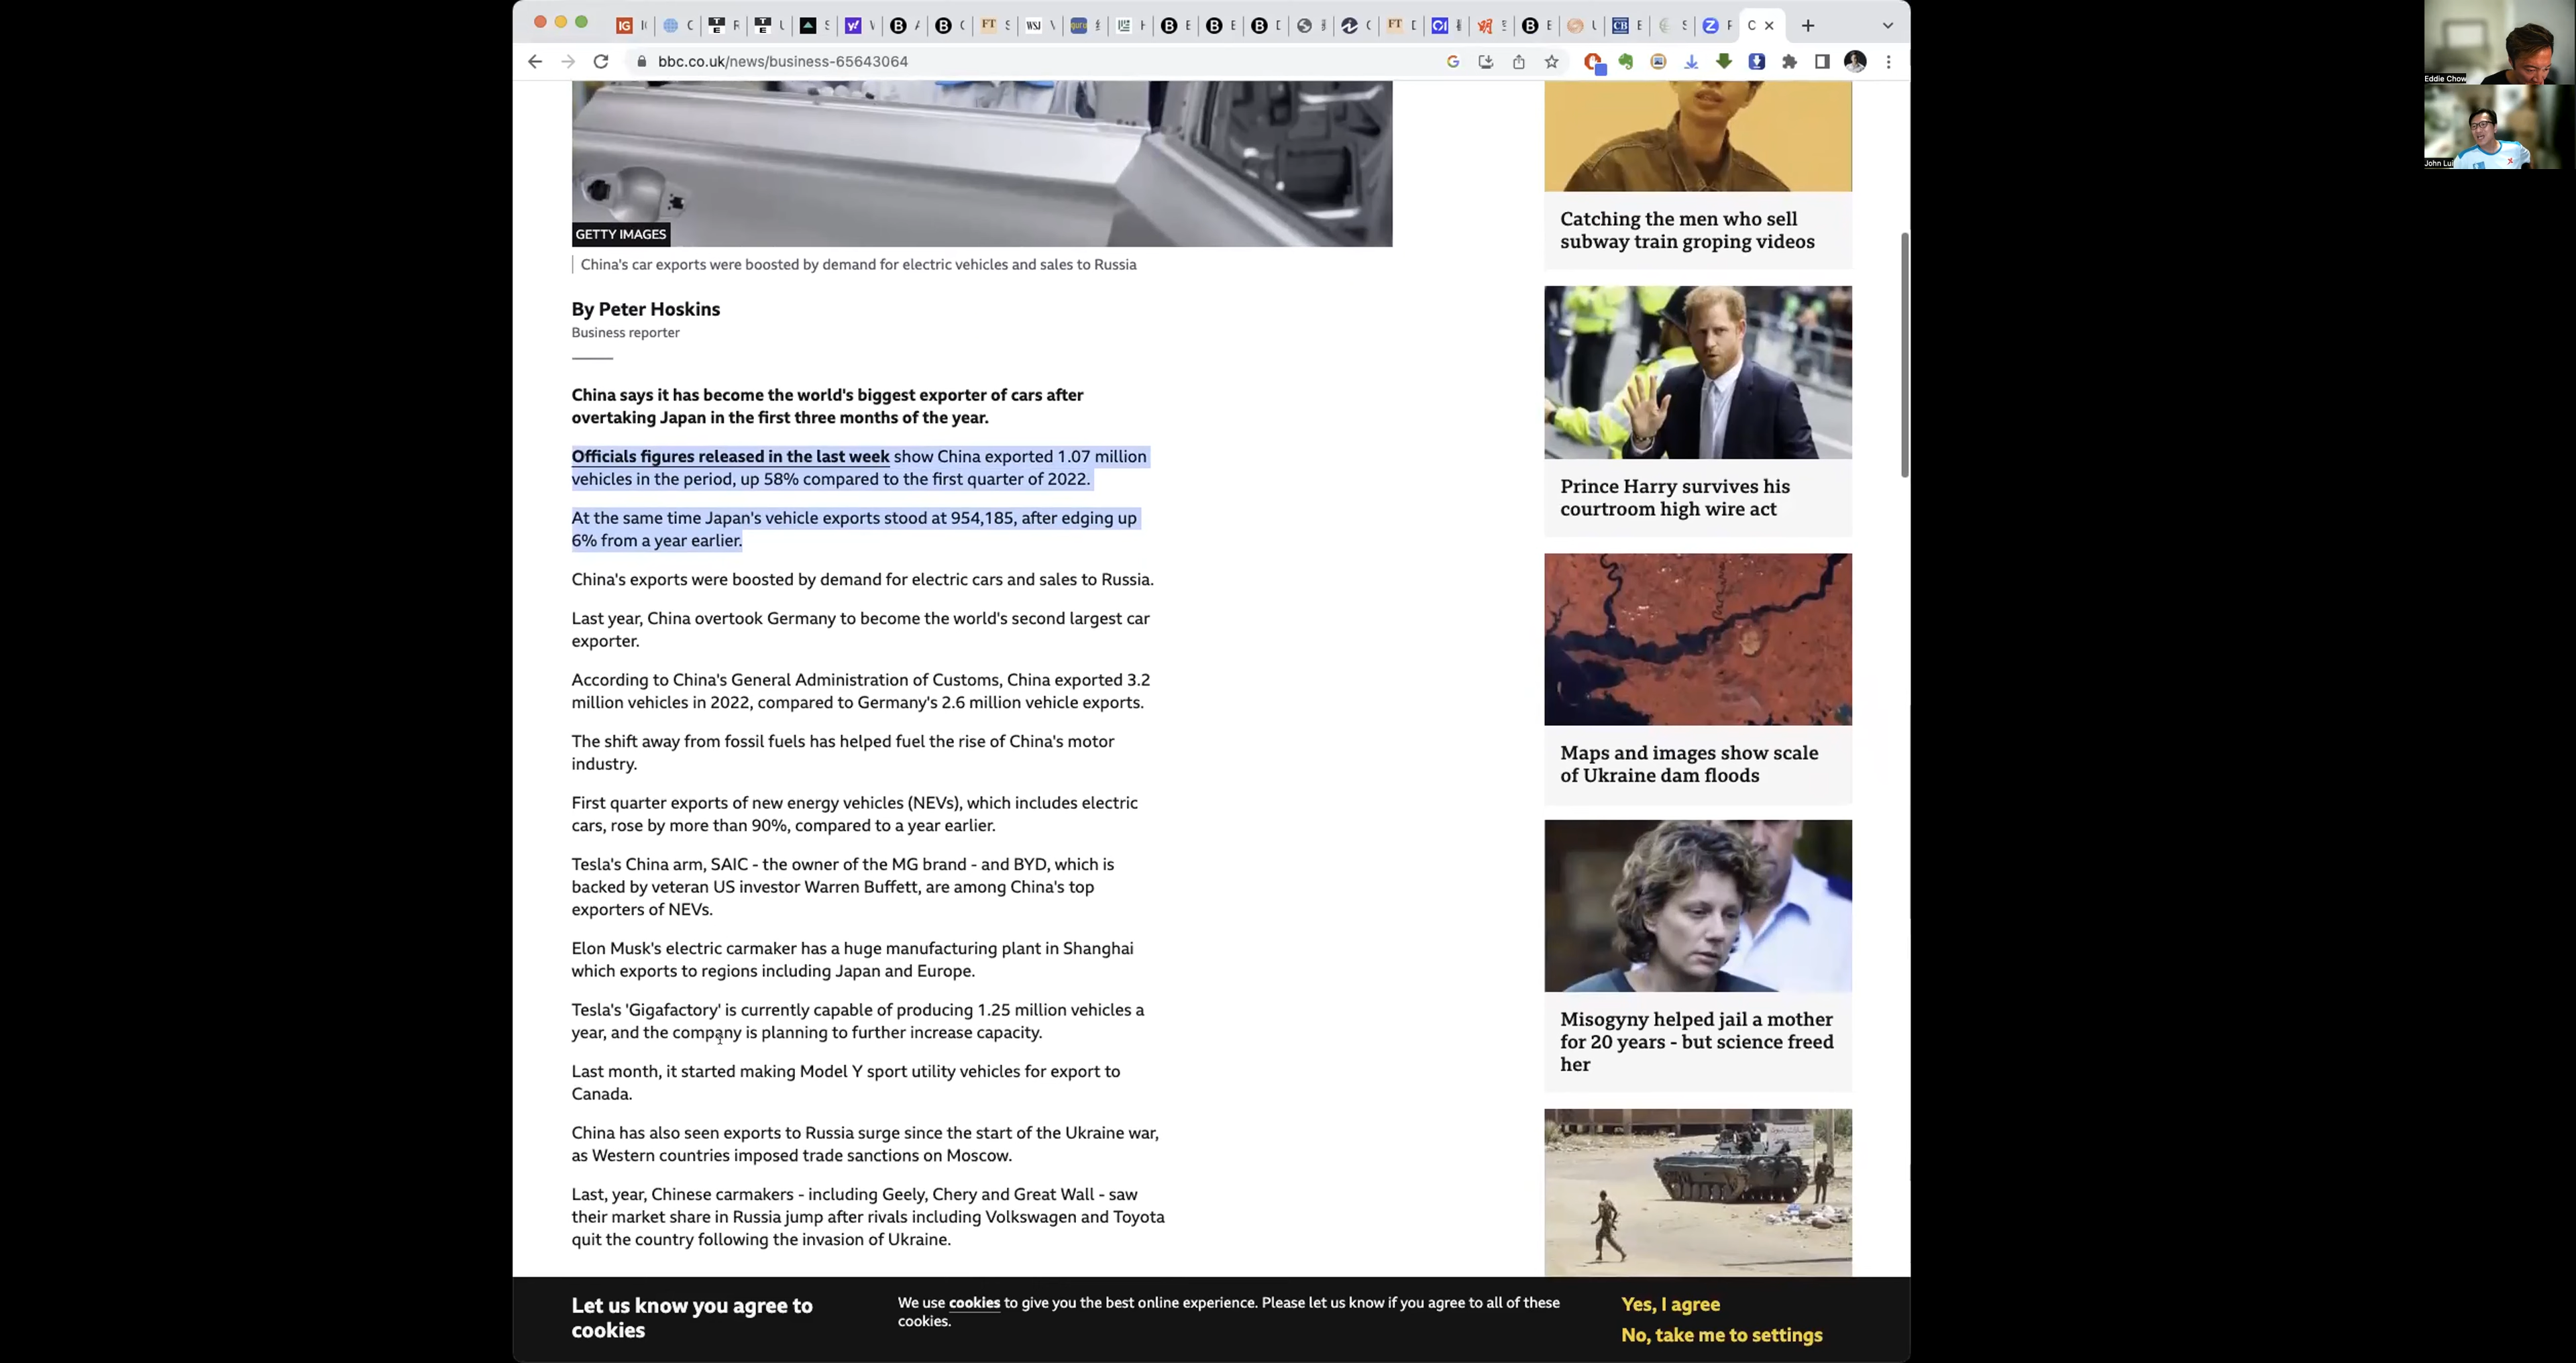 bbc.co.uk/news/business-65643064
GETTY IMAGES
China's car exports were boosted by demand for electric vehicles and sales to Russia
By Peter Hoskins
Business reporter
China says it has become the world's biggest exporter of cars after
overtaking Japan in the first three months of the year.
Officials figures released in the last week show China exported 1.07 million
vehicles in the period, up 58% compared to the first quarter of 2022.
At the same time Japan's vehicle exports stood at 954,185, after edging up
6% from a year earlier.
China's exports were boosted by demand for electric cars and sales to Russia.
Last year, China overtook Germany to become the world's second largest car
exporter.
According to China's General Administration of Customs, China exported 3.2
million vehicles in 2022, compared to Germany's 2.6 million vehicle exports.
The shift away from fossil fuels has helped fuel the rise of China's motor
industry.
First quarter exports of new energy vehicles (NEVs), which includes electric
cars, rose by more than 90%, compared to a year earlier.
Tesla's China arm, SAIC - the owner of the MG brand - and BYD, which is
backed by veteran US investor Warren Buffett, are among China's top
exporters of NEVs.
Elon Musk's electric carmaker has a huge manufacturing plant in Shanghai
which exports to regions including Japan and Europe.
Tesla's 'Gigafactory' is currently capable of producing 1.25 million vehicles a
year, and the company is planning to further increase capacity.
Last month, it started making Model Y sport utility vehicles for export to
Canada.
China has also seen exports to Russia surge since the start of the Ukraine war,
as Western countries imposed trade sanctions on Moscow.
Last, year, Chinese carmakers - including Geely, Chery and Great Wall - saw
their market share in Russia jump after rivals including Volkswagen and Toyota
quit the country following the invasion of Ukraine.
Catching the men who sell
subway train groping videos
Prince Harry survives his
courtroom high wire act
Maps and images show scale
of Ukraine dam floods
Misogyny helped jail a mother
for 20 years - but science freed
her
Let us know you agree to
cookies
We use cookies to give you the best online experience. Please let us know if you agree to all of these
cookies.
Yes, I agree
No, take me to settings
Eddie Chow
John Lui